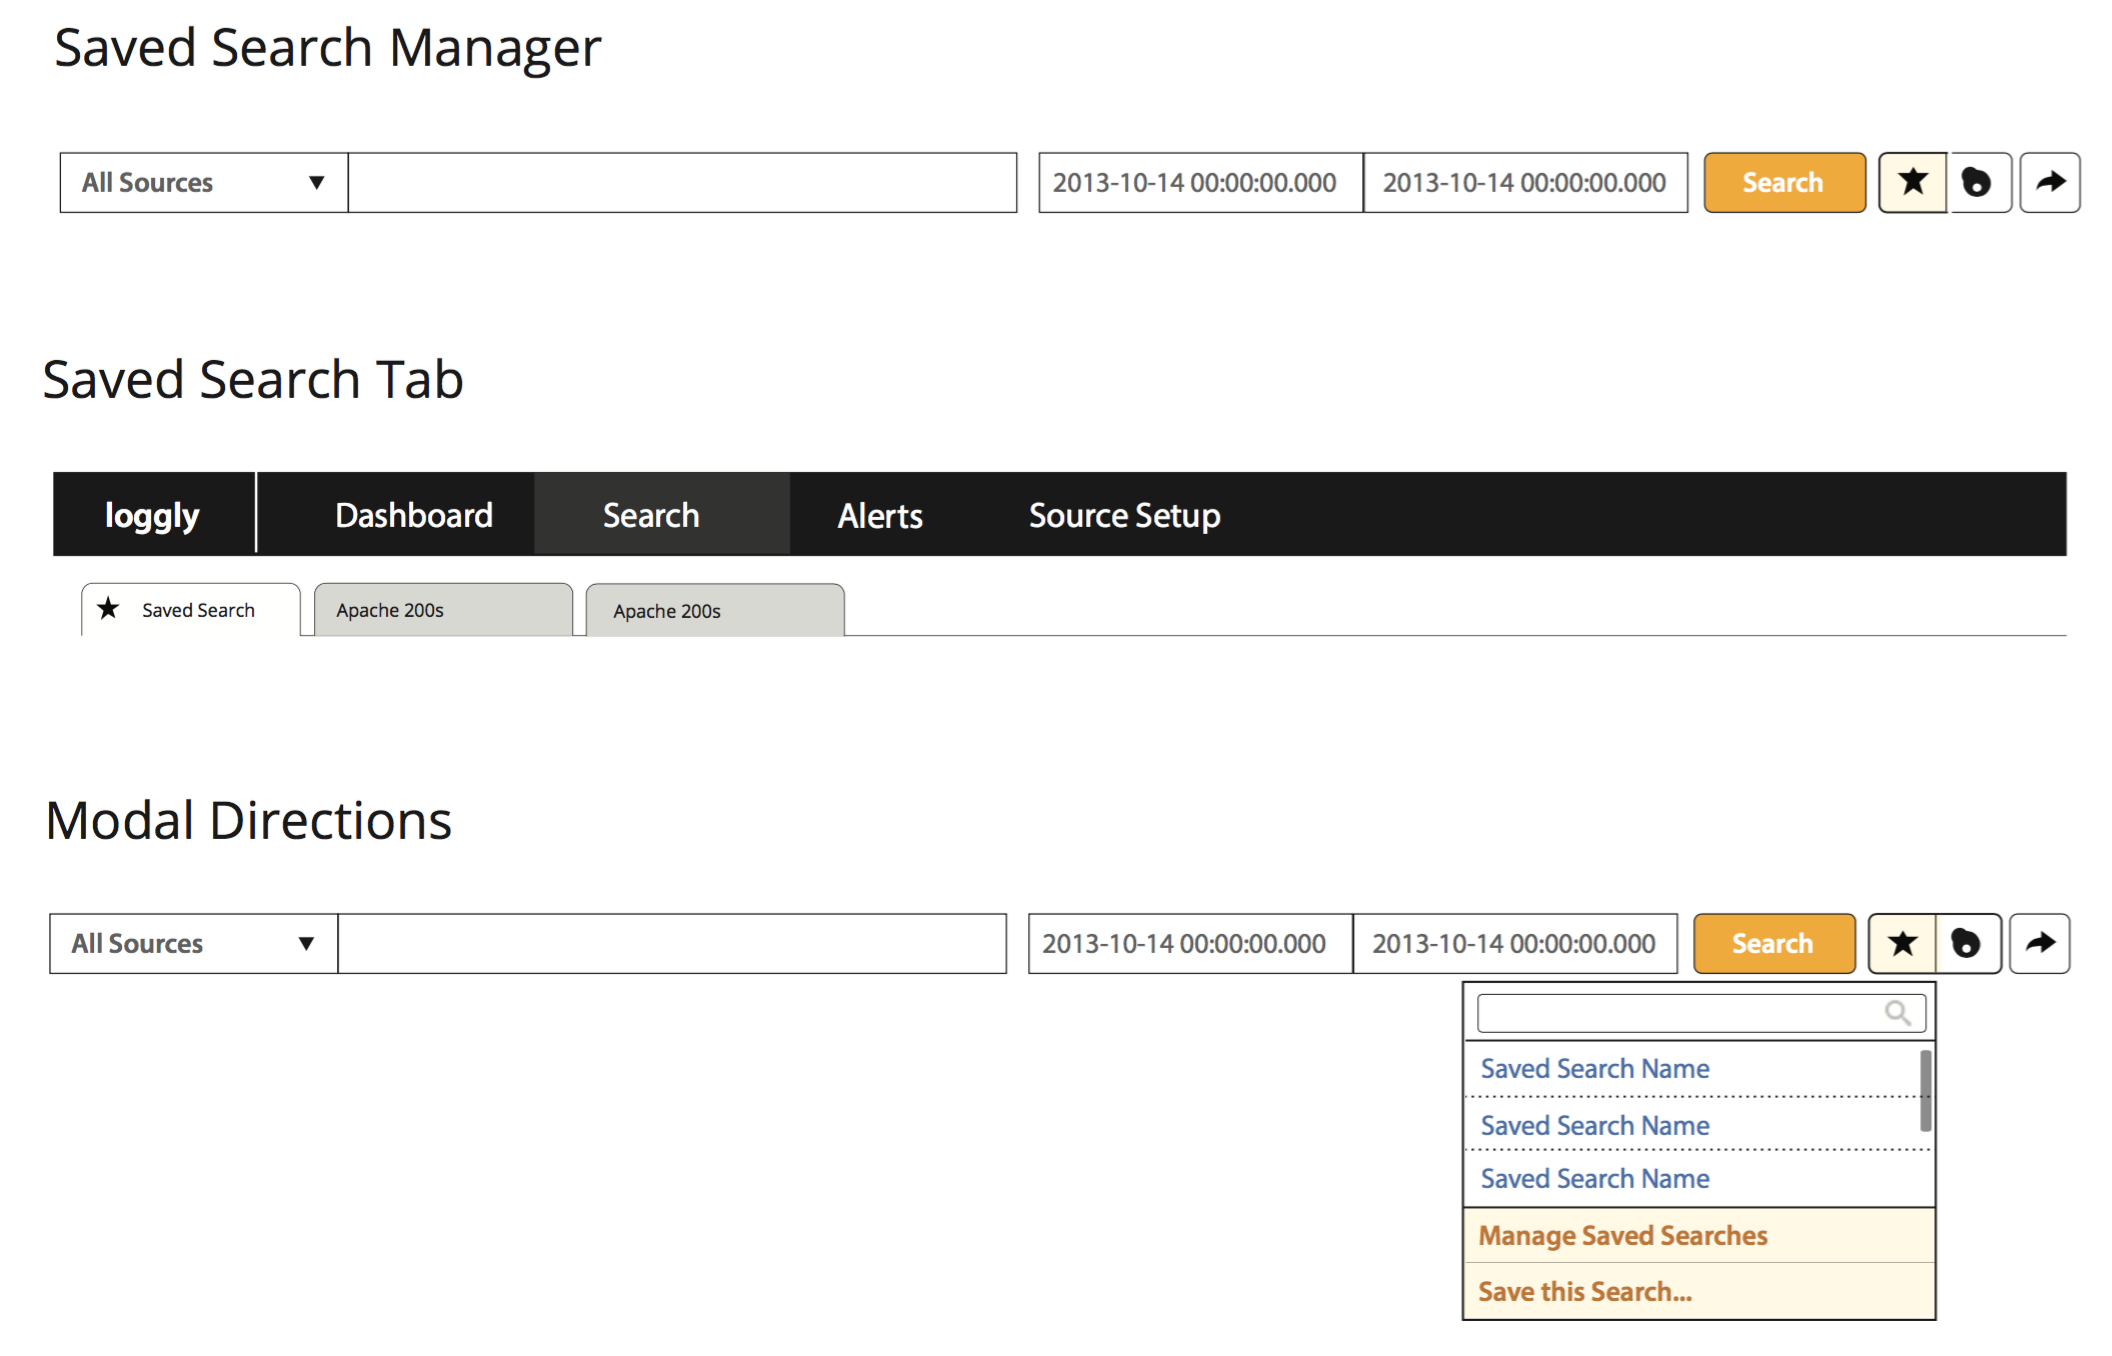 Saved Search Manager
All Sources 2013-10-14 00:00:00.000 2013-10-14 00:00:00.000 Search
Saved Search Tab
loggly Dashboard Search Alerts Source Setup
Saved Search Apache 200s Apache 200s
Modal Directions
All Sources 2013-10-14 00:00:00.000 2013-10-14 00:00:00.000 Search
Saved Search Name
Saved Search Name
Saved Search Name
Manage Saved Searches
Save this Search...